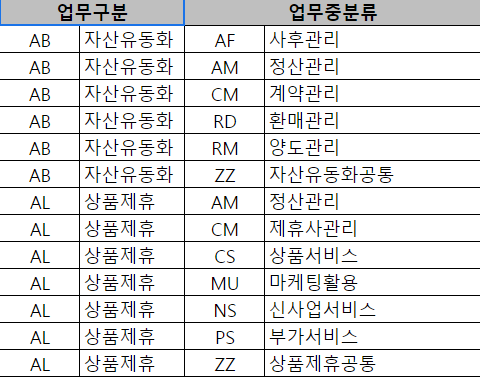 업무구분 업무중분류
AB 자산유동화 AF 사후관리
AB 자산유동화 AM 정산관리
AB 자산유동화 CM 계약관리
AB 자산유동화 RD 환매관리
AB 자산유동화 RM 양도관리
AB 자산유동화 ZZ 자산유동화공통
AL 상품제휴 AM 정산관리
AL 상품제휴 CM 제휴사관리
AL 상품제휴 CS 상품서비스
AL 상품제휴 MU 마케팅활용
AL 상품제휴 NS 신사업서비스
AL 상품제휴 PS 부가서비스
AL 상품제휴 ZZ 상품제휴공통